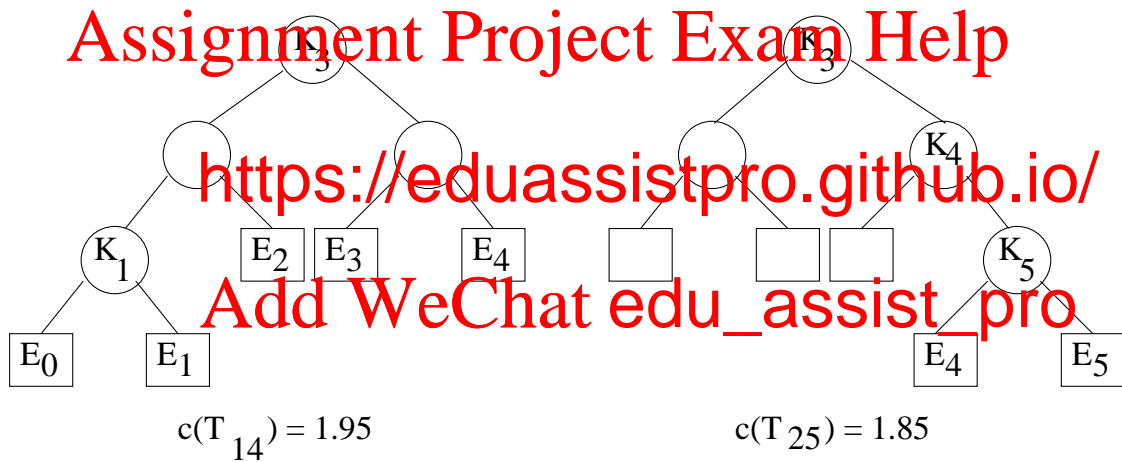 Assignment Project Exam Help
K3 K3
https://eduassistpro.github.io/
K4
K1 E2 E3 E4 K5
Add WeChat edu_assist_pro
E0 E1 E4 E5
c(T14) = 1.95 c(T25) = 1.85